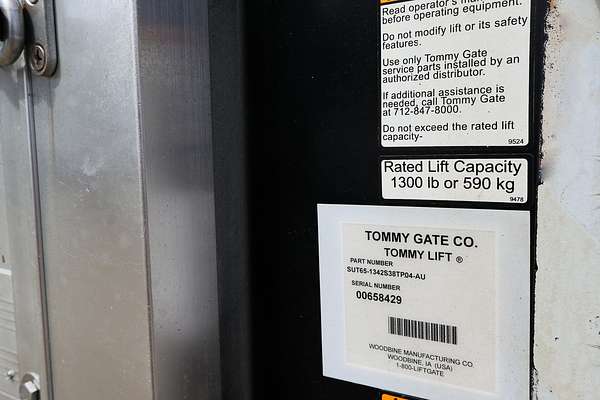 Read operator's
before operating equipment.
Do not modify lift or its safety
features.
Use only Tommy Gate
service parts installed by an
authorized distributor.
If additional assistance is
needed, call Tommy Gate
at 712-847-8000.
Do not exceed the rated lift
capacity-
9524
Rated Lift Capacity
1300 lb or 590 kg
9478
TOMMY GATE CO.
TOMMY LIFT ®
PART NUMBER
SUT65-1342S38TP04-AU
SERIAL NUMBER
00658429
WOODBINE MANUFACTURING CO.
WOODBINE, IA (USA)
1-800-LIFTGATE